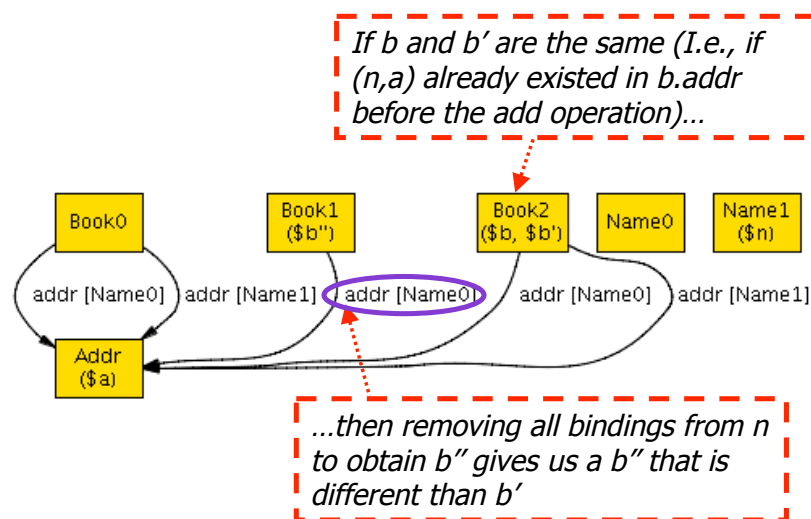 If b and b’ are the same (I.e., if
(n,a) already existed in b.addr
before the add operation)…
Book0
Book1
($b")
Book2
($b, $b')
Name0
Name1
($n)
addr [Name0]
addr [Name1]
addr [Name0]
addr [Name0]
addr [Name1]
Addr
($a)
…then removing all bindings from n
to obtain b” gives us a b” that is
different than b’